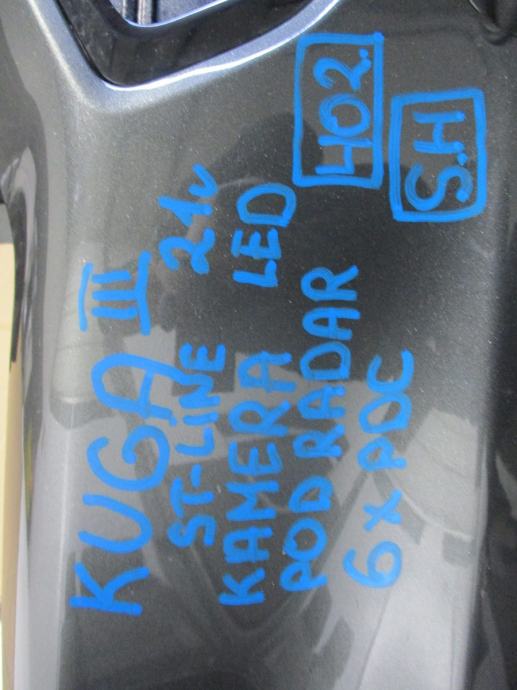 KUGA III
ST-LINE 21r
KAMERA LED
POD RADAR
6x PDC
402.
S.H